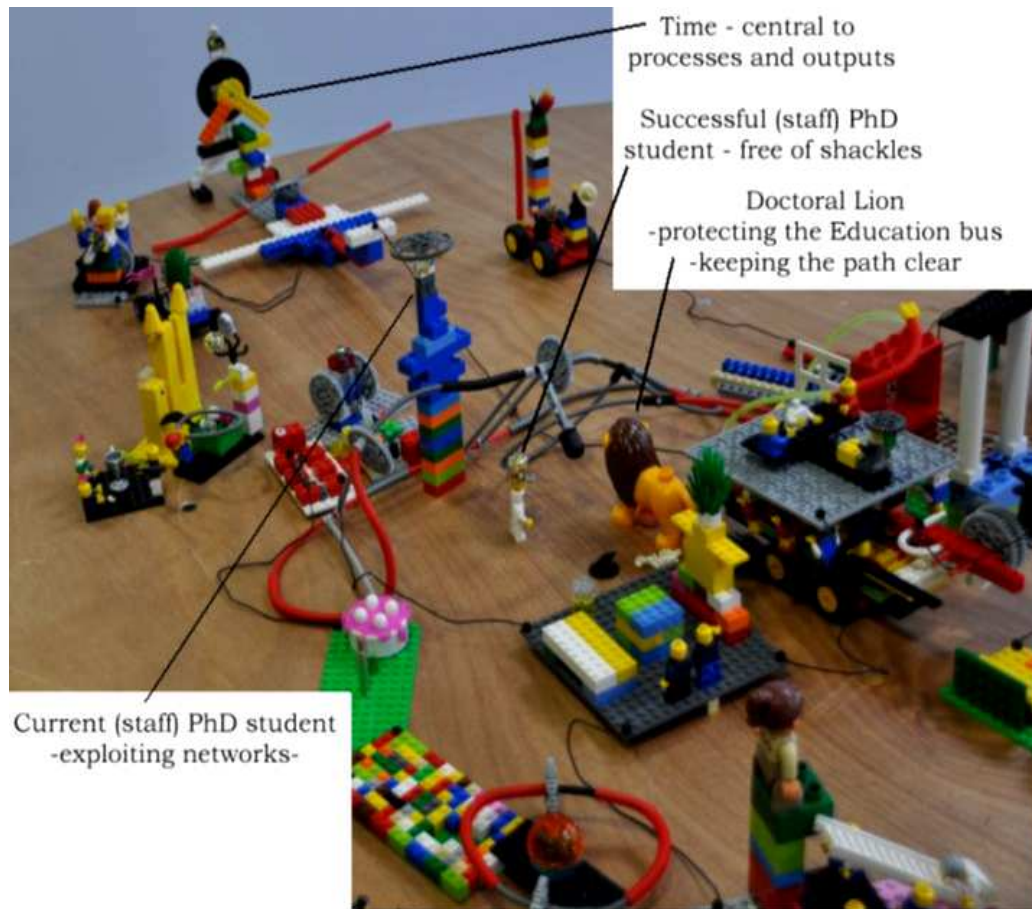 Time - central to
processes and outputs
Successful (staff) PhD
student - free of shackles
Doctoral Lion
-protecting the Education bus
-keeping the path clear
Current (staff) PhD student
-exploiting networks-